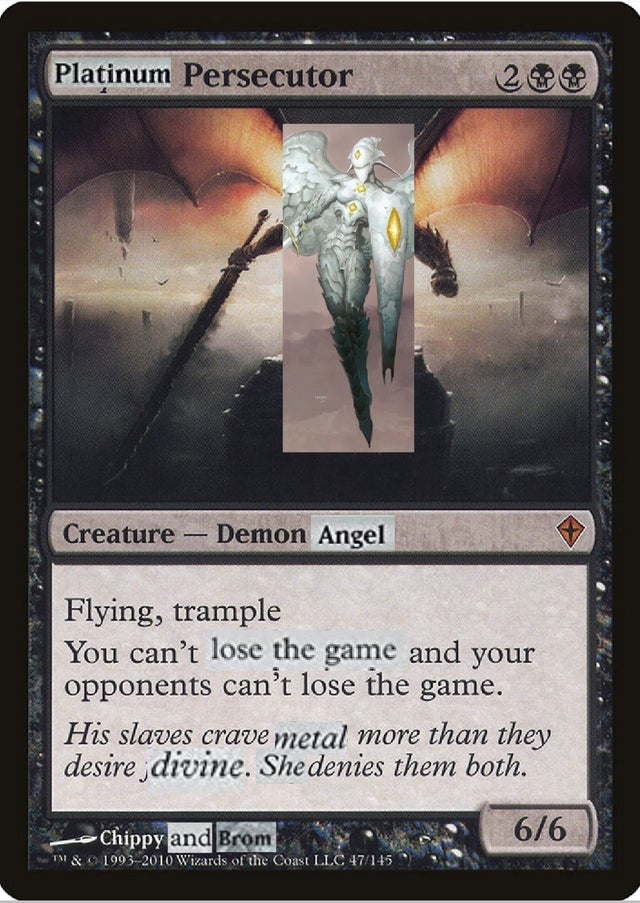 Platinum Persecutor 2
Creature — Demon Angel
Flying, trample
You can't lose the game and your
opponents can't lose the game.
His slaves crave metal more than they
desire divine. She denies them both.
6/6
Chippy and Brom
™ & © 1993–2010 Wizards of the Coast LLC 47/145